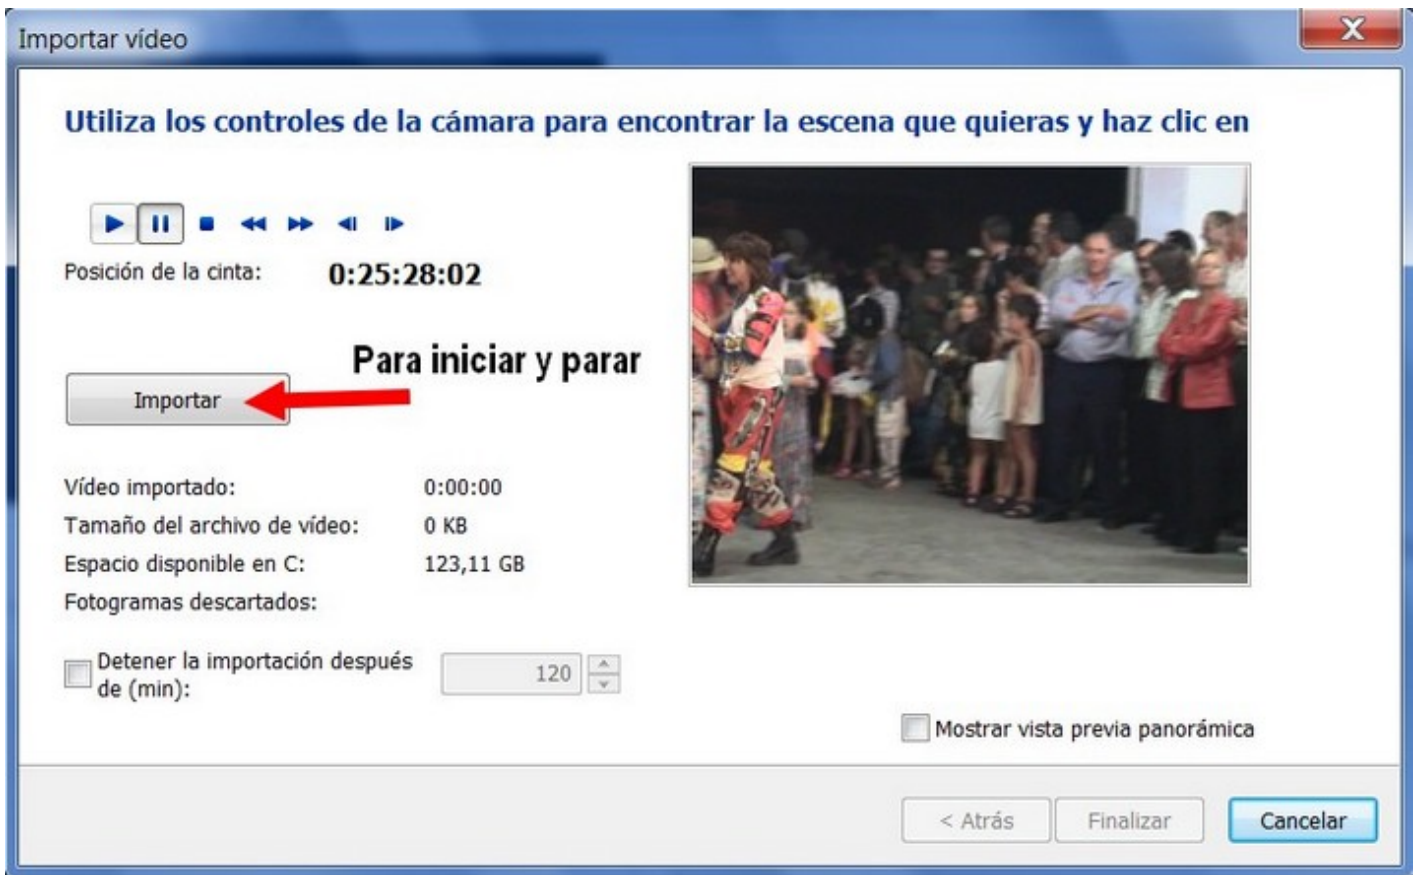 Importar vídeo
X
Utiliza los controles de la cámara para encontrar la escena que quieras y haz clic en
Posición de la cinta: 0:25:28:02
Para iniciar y parar
Importar
Vídeo importado: 0:00:00
Tamaño del archivo de vídeo: 0 KB
Espacio disponible en C: 123,11 GB
Fotogramas descartados:
Detener la importación después
de (min): 120
Mostrar vista previa panorámica
< Atrás Finalizar Cancelar